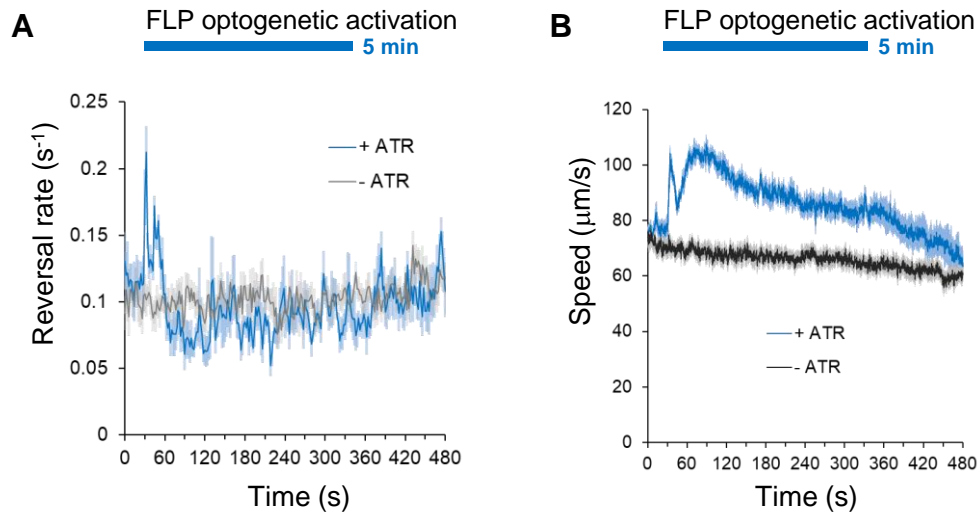 A
FLP optogenetic activation
5 min
Reversal rate (s-1)
0.25
0.2
0.15
0.1
0.05
0
+ ATR
- ATR
0 60 120 180 240 300 360 420 480
Time (s)
B
FLP optogenetic activation
5 min
Speed (μm/s)
120
100
80
60
40
20
0
+ ATR
- ATR
0 60 120 180 240 300 360 420 480
Time (s)